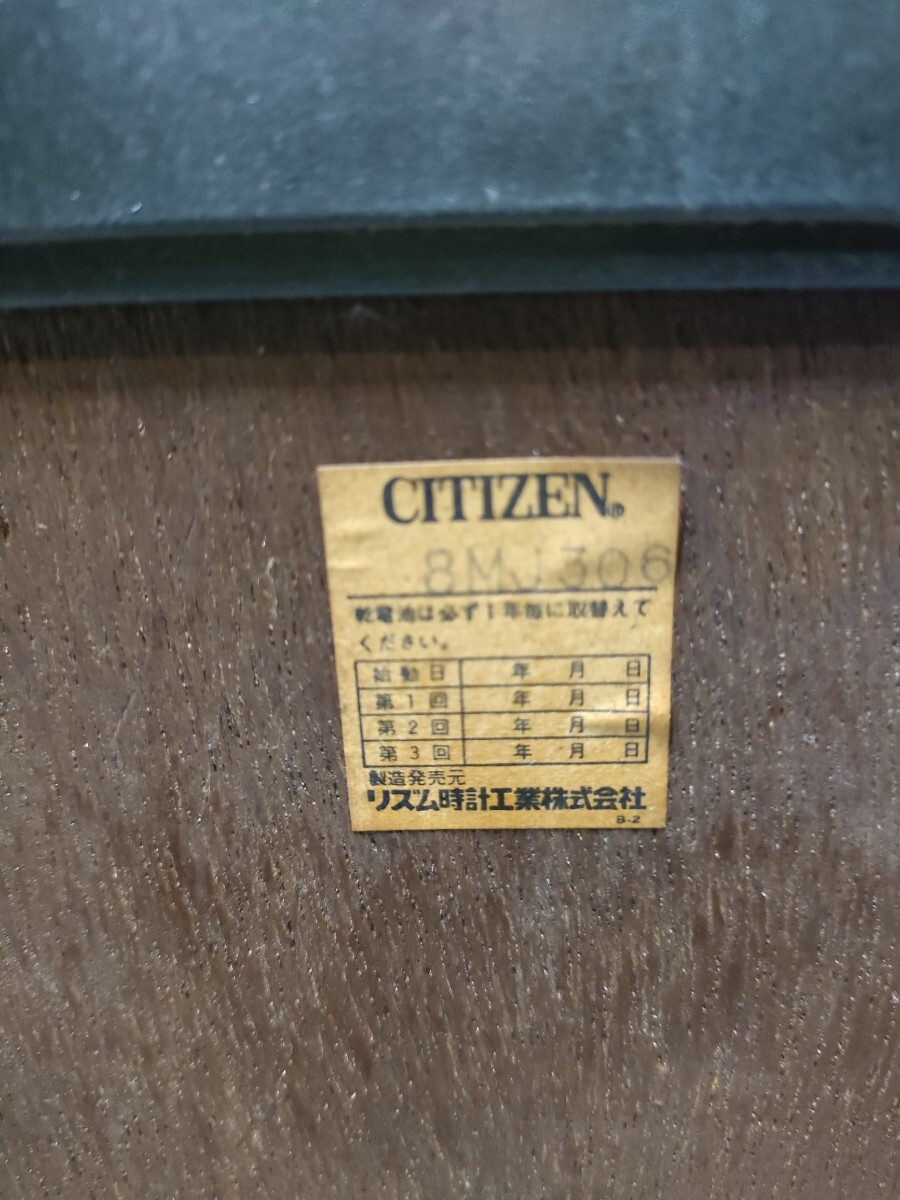 CITIZEN®
8MJ306
乾電池は必ず1年毎に取替えて
ください。
始動日 年 月 日
第1回 年 月 日
第2回 年 月 日
第3回 年 月 日
製造発売元
リズム時計工業株式会社
B-2